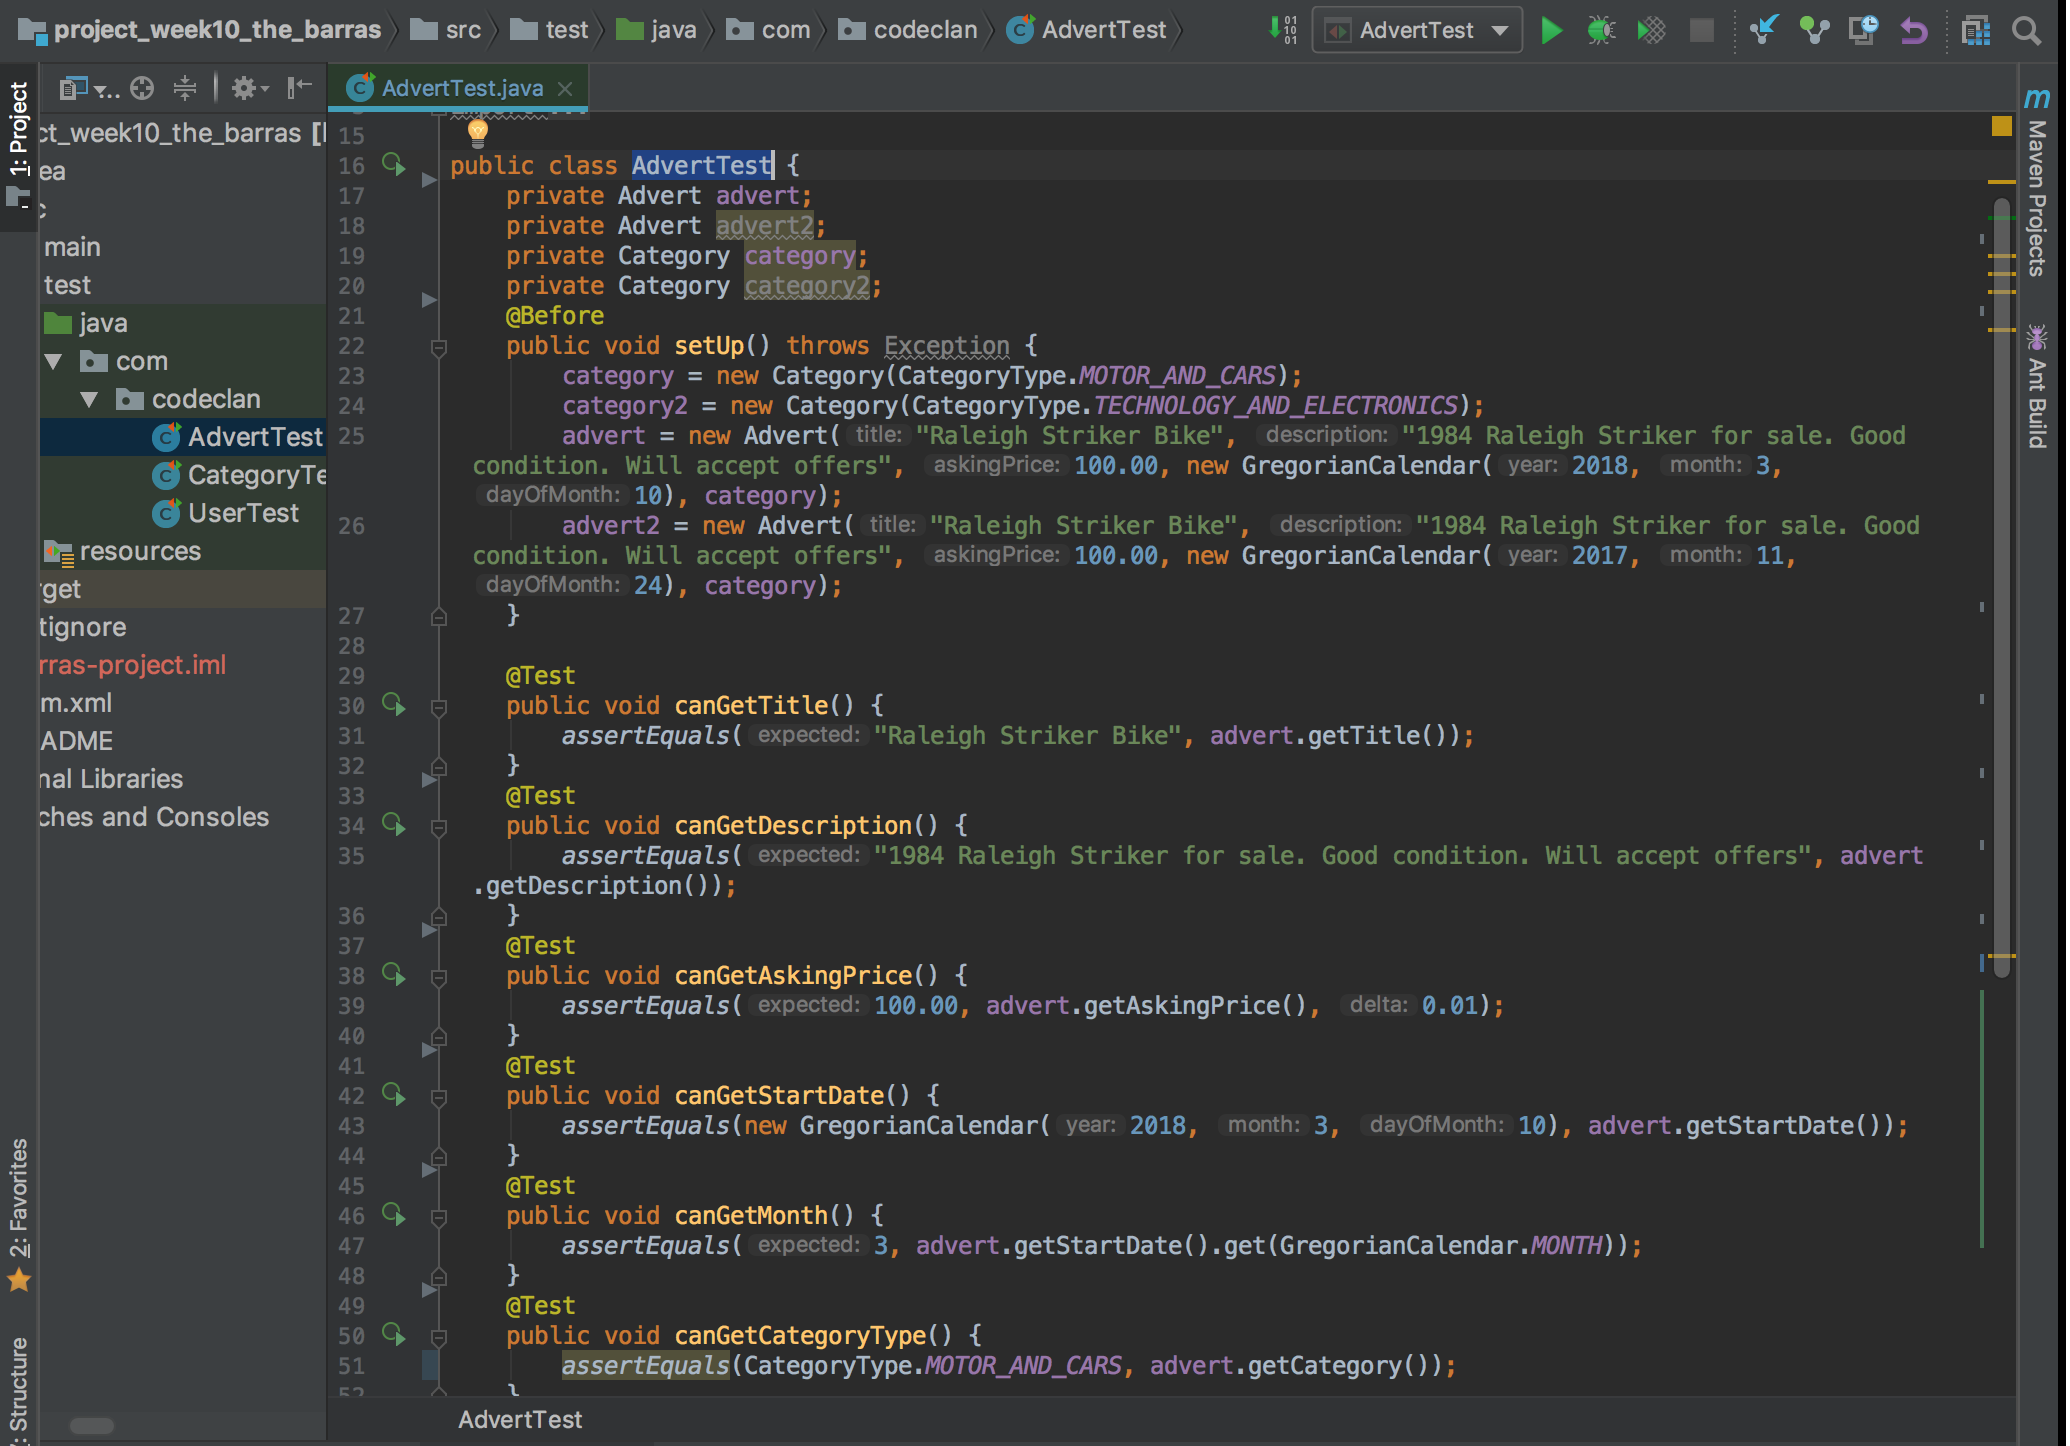 project_week10_the_barras src test java com codeclan AdvertTest AdvertTest
1: Project
ct_week10_the_barras [
ea
main
test
java
com
codeclan
AdvertTest
CategoryTe
UserTest
resources
rget
tignore
rras-project.iml
m.xml
ADME
nal Libraries
ches and Consoles
2: Favorites
Structure
AdvertTest.java
15
16 public class AdvertTest {
17 private Advert advert;
18 private Advert advert2;
19 private Category category;
20 private Category category2;
21 @Before
22 public void setUp() throws Exception {
23 category = new Category(CategoryType.MOTOR_AND_CARS);
24 category2 = new Category(CategoryType.TECHNOLOGY_AND_ELECTRONICS);
25 advert = new Advert( title: "Raleigh Striker Bike", description: "1984 Raleigh Striker for sale. Good
condition. Will accept offers", askingPrice: 100.00, new GregorianCalendar( year: 2018, month: 3,
dayOfMonth: 10), category);
26 advert2 = new Advert( title: "Raleigh Striker Bike", description: "1984 Raleigh Striker for sale. Good
condition. Will accept offers", askingPrice: 100.00, new GregorianCalendar( year: 2017, month: 11,
dayOfMonth: 24), category);
27 }
28
29 @Test
30 public void canGetTitle() {
31 assertEquals( expected: "Raleigh Striker Bike", advert.getTitle());
32 }
33 @Test
34 public void canGetDescription() {
35 assertEquals( expected: "1984 Raleigh Striker for sale. Good condition. Will accept offers", advert
.getDescription());
36 }
37 @Test
38 public void canGetAskingPrice() {
39 assertEquals( expected: 100.00, advert.getAskingPrice(), delta: 0.01);
40 }
41 @Test
42 public void canGetStartDate() {
43 assertEquals(new GregorianCalendar( year: 2018, month: 3, dayOfMonth: 10), advert.getStartDate());
44 }
45 @Test
46 public void canGetMonth() {
47 assertEquals( expected: 3, advert.getStartDate().get(GregorianCalendar.MONTH));
48 }
49 @Test
50 public void canGetCategoryType() {
51 assertEquals(CategoryType.MOTOR_AND_CARS, advert.getCategory());
52 }
AdvertTest
m Maven Projects
Ant Build